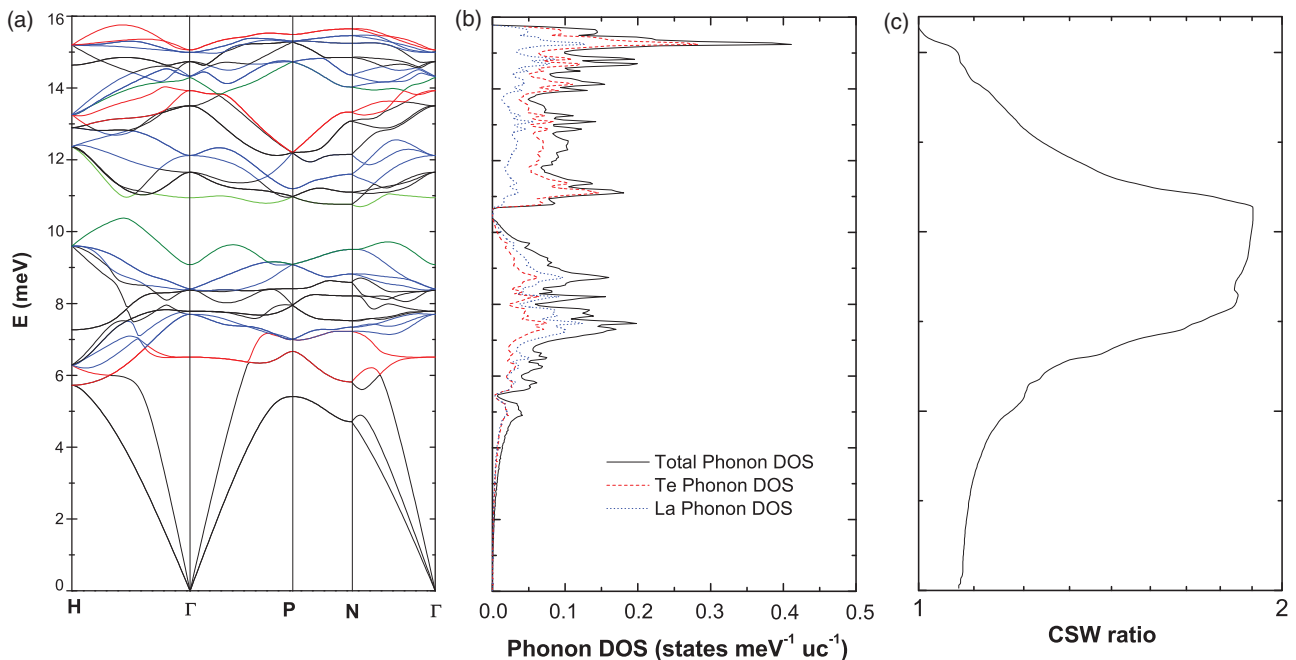 (a)
(b)
(c)
16
14
12
10
8
6
4
2
0
E (meV)
H Γ P N Γ
Total Phonon DOS
Te Phonon DOS
La Phonon DOS
0.0 0.1 0.2 0.3 0.4 0.5
Phonon DOS (states meV⁻¹ uc⁻¹)
1 2
CSW ratio